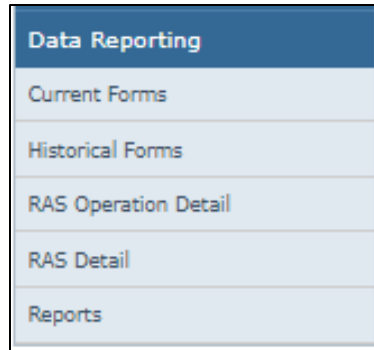 Data Reporting
Current Forms
Historical Forms
RAS Operation Detail
RAS Detail
Reports